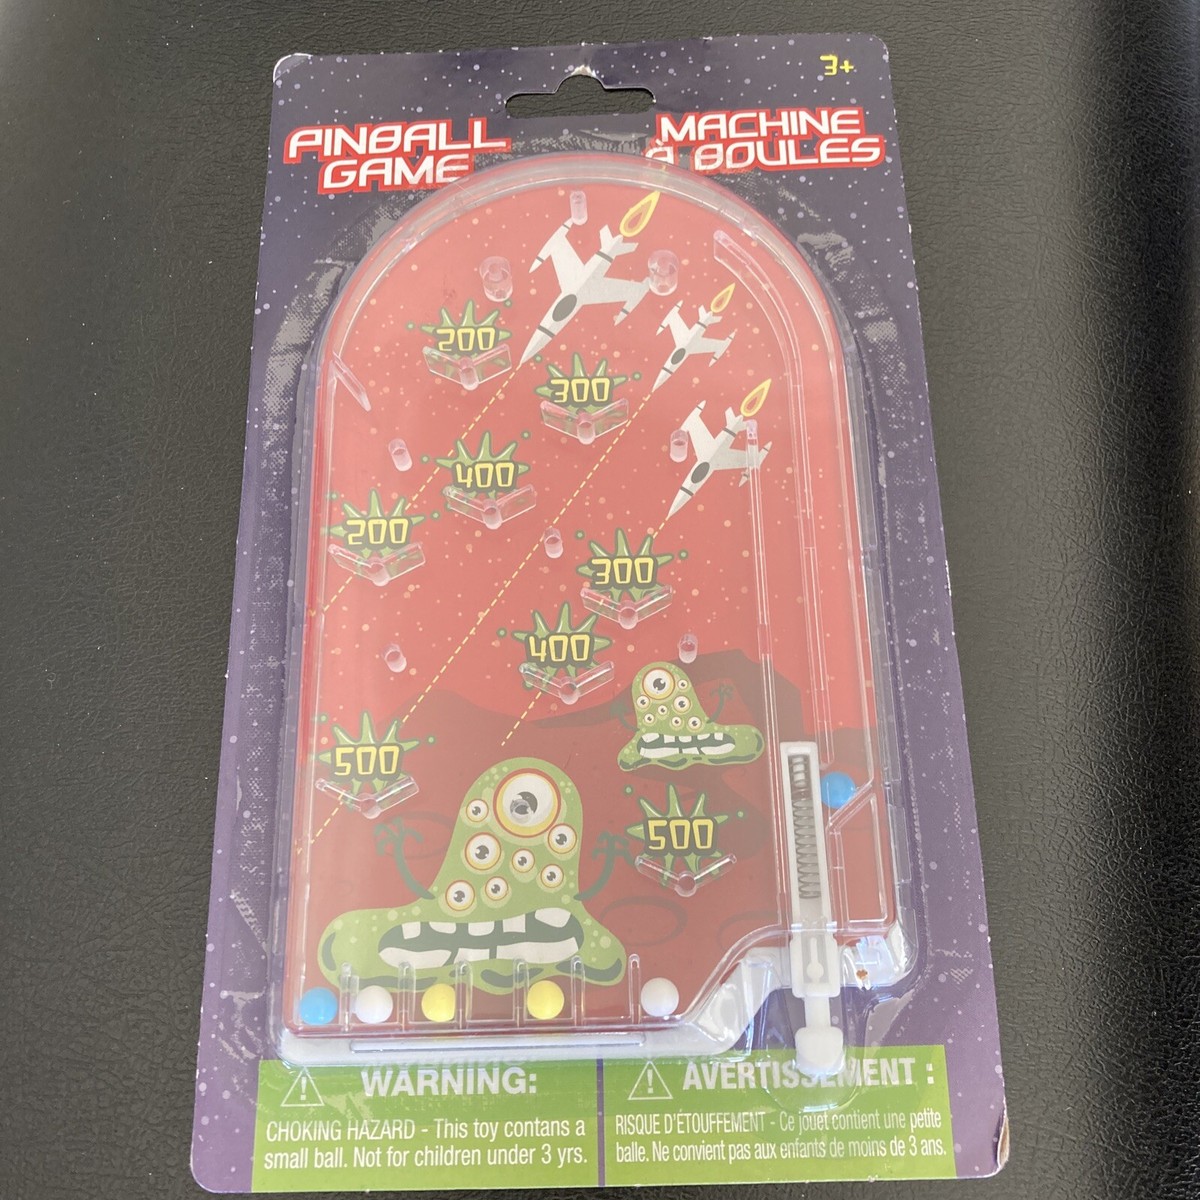 3+
PINBALL
GAME
MACHINE
À BOULES
200
300
400
200
300
400
500
500
WARNING:
CHOKING HAZARD - This toy contans a
small ball. Not for children under 3 yrs.
AVERTISSEMENT :
RISQUE D'ÉTOUFFEMENT - Ce jouet contient une petite
balle. Ne convient pas aux enfants de moins de 3 ans.